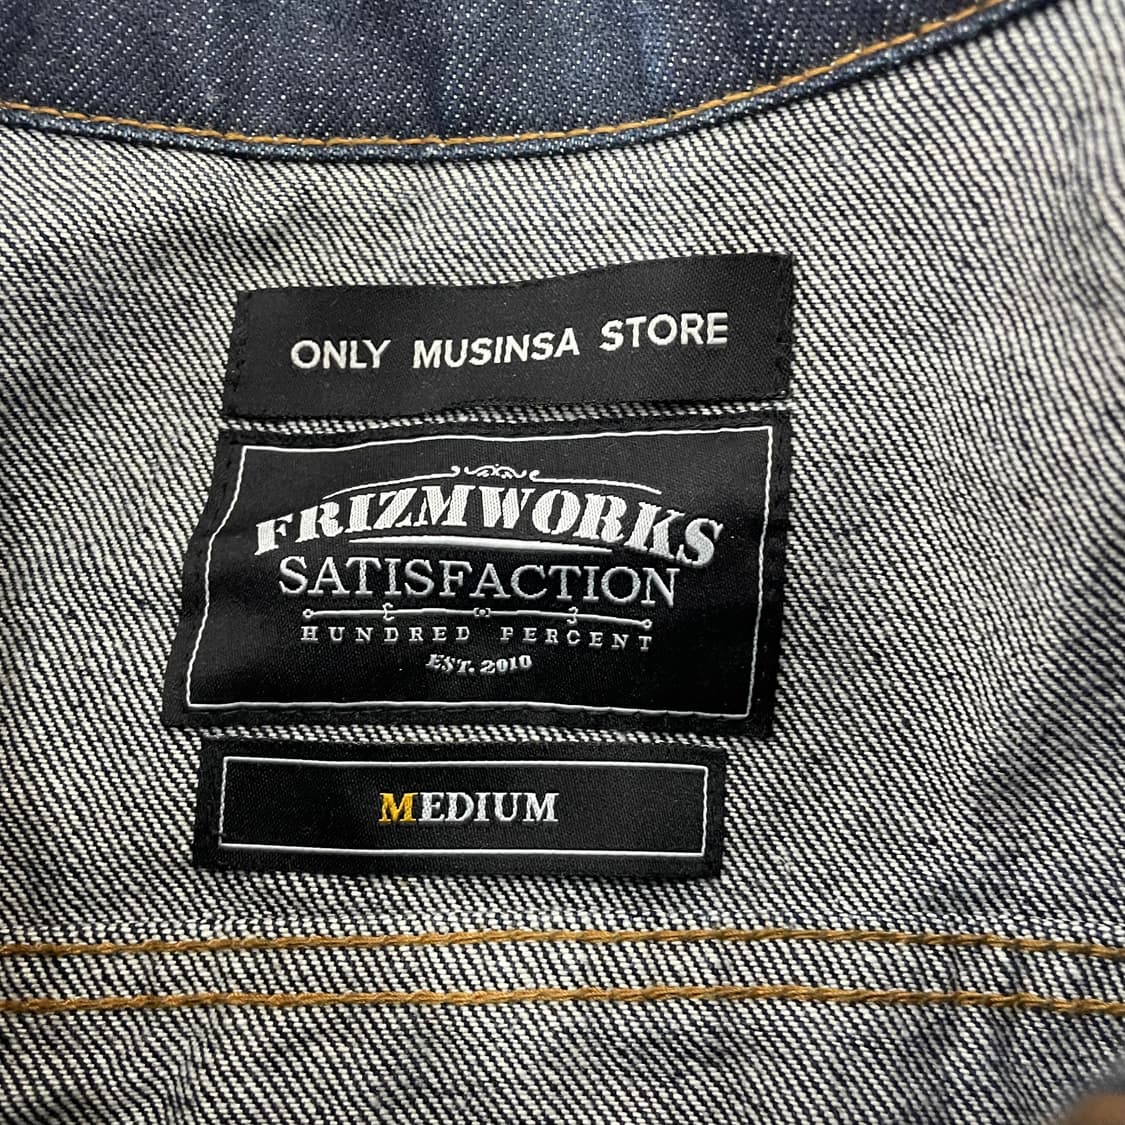 ONLY MUSINSA STORE
FRIZMWORKS
SATISFACTION
HUNDRED PERCENT
EST. 2010
MEDIUM